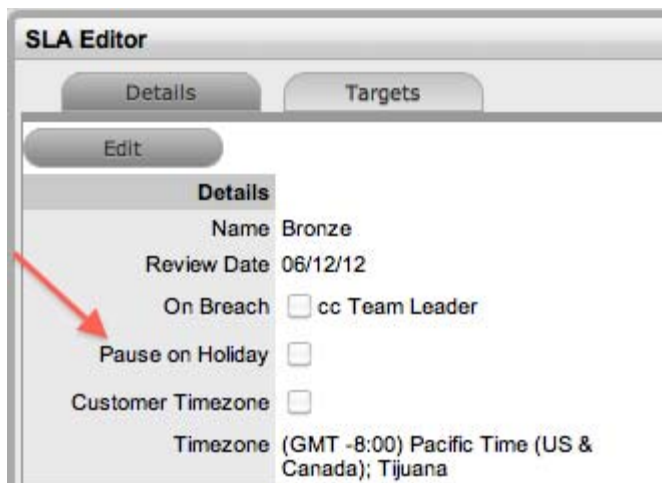 SLA Editor
Details Targets
Edit
Details
Name Bronze
Review Date 06/12/12
On Breach cc Team Leader
Pause on Holiday
Customer Timezone
Timezone (GMT -8:00) Pacific Time (US &
Canada); Tijuana